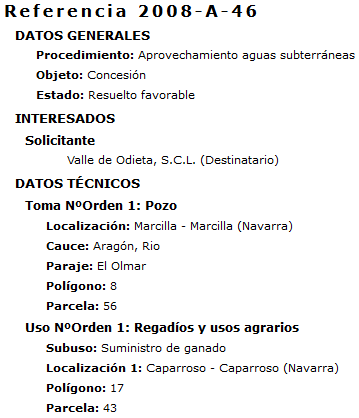 Referencia 2008-A-46
DATOS GENERALES
Procedimiento: Aprovechamiento aguas subterráneas
Objeto: Concesión
Estado: Resuelto favorable
INTERESADOS
Solicitante
Valle de Odieta, S.C.L. (Destinatario)
DATOS TÉCNICOS
Toma NºOrden 1: Pozo
Localización: Marcilla - Marcilla (Navarra)
Cauce: Aragón, Rio
Paraje: El Olmar
Polígono: 8
Parcela: 56
Uso NºOrden 1: Regadíos y usos agrarios
Subuso: Suministro de ganado
Localización 1: Caparroso - Caparroso (Navarra)
Polígono: 17
Parcela: 43